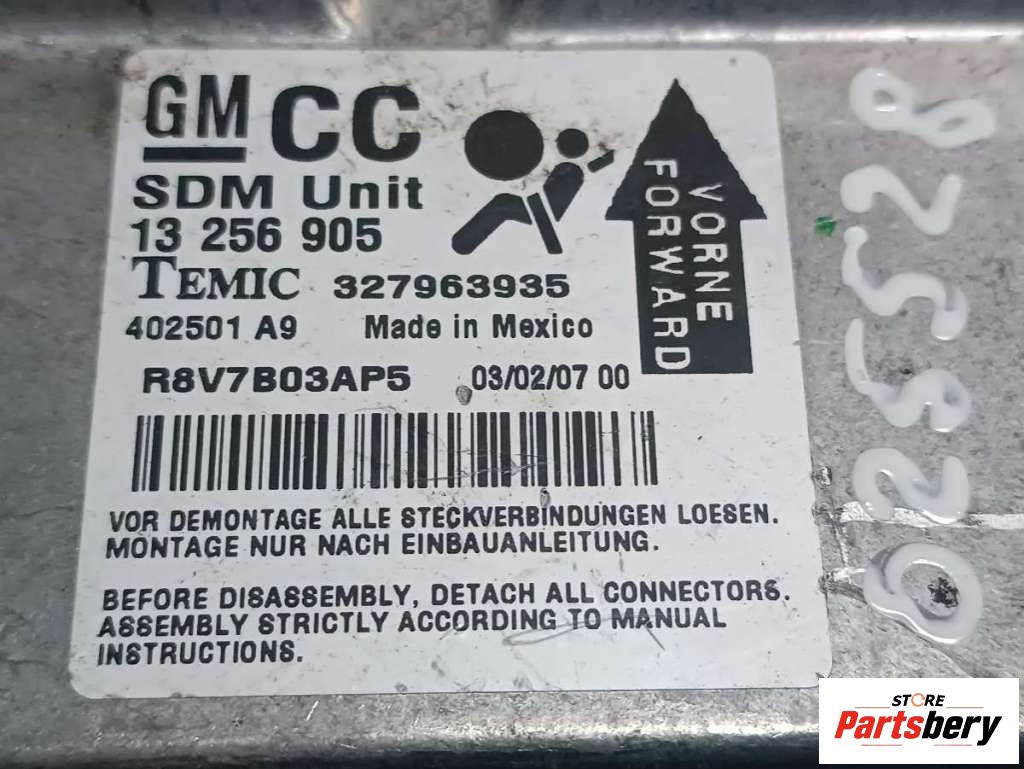 GM CC
SDM Unit
13 256 905
TEMIC 327963935
402501 A9 Made in Mexico
R8V7B03AP5 03/02/07 00
VORNE
FORWARD
VOR DEMONTAGE ALLE STECKVERBINDUNGEN LOESEN.
MONTAGE NUR NACH EINBAUANLEITUNG.
BEFORE DISASSEMBLY, DETACH ALL CONNECTORS.
ASSEMBLY STRICTLY ACCORDING TO MANUAL
INSTRUCTIONS.
STORE
Partsbery